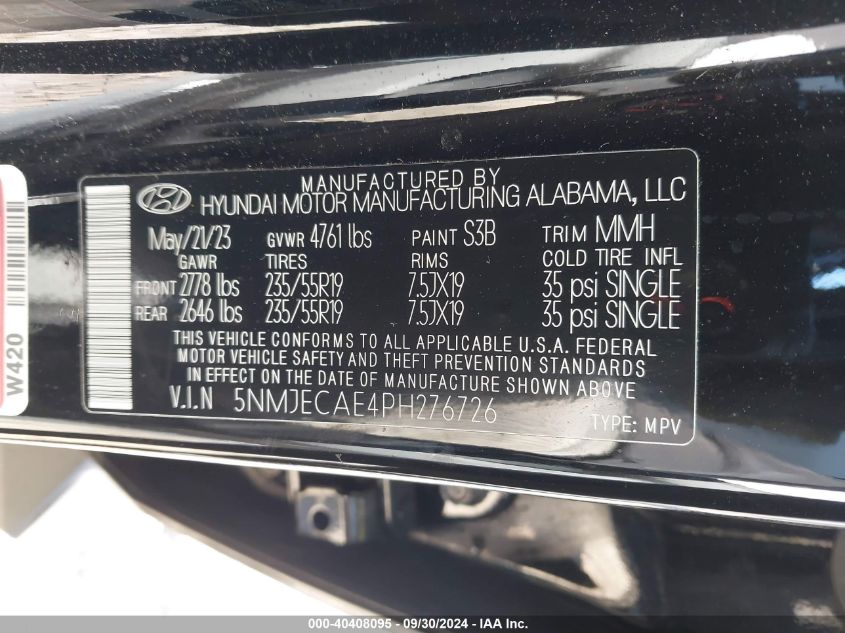 MANUFACTURED BY
HYUNDAI MOTOR MANUFACTURING ALABAMA, LLC
May/21/23 GVWR 4761 lbs PAINT S3B TRIM MMH
GAWR TIRES RIMS COLD TIRE INFL
FRONT 2778 lbs 235/55R19 7.5JX19 35 psi SINGLE
REAR 2646 lbs 235/55R19 7.5JX19 35 psi SINGLE
THIS VEHICLE CONFORMS TO ALL APPLICABLE U.S.A. FEDERAL
MOTOR VEHICLE SAFETY AND THEFT PREVENTION STANDARDS
IN EFFECT ON THE DATE OF MANUFACTURE SHOWN ABOVE.
V.I.N 5NMJECAE4PH276726 TYPE: MPV
W420
000-40408095 - 09/30/2024 - IAA Inc.